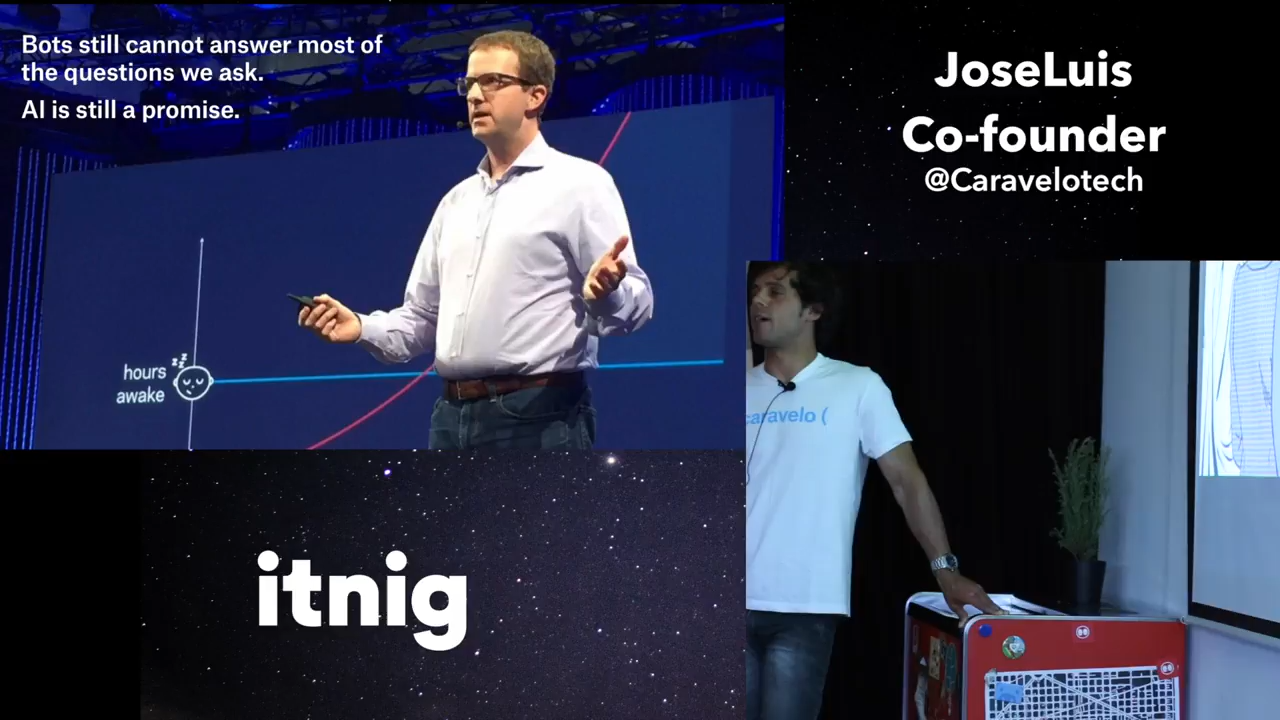 Bots still cannot answer most of
the questions we ask.
AI is still a promise.
hours
awake
JoseLuis
Co-founder
@Caravelotech
caravelo (
itnig